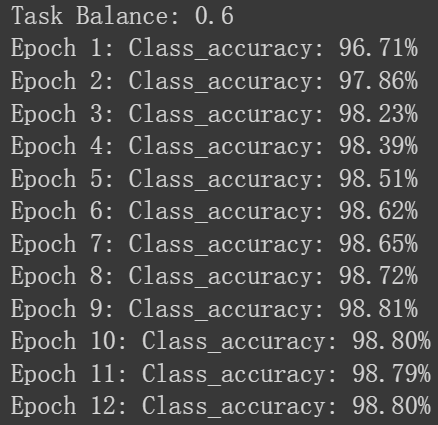 Task Balance: 0.6
Epoch 1: Class_accuracy: 96.71%
Epoch 2: Class_accuracy: 97.86%
Epoch 3: Class_accuracy: 98.23%
Epoch 4: Class_accuracy: 98.39%
Epoch 5: Class_accuracy: 98.51%
Epoch 6: Class_accuracy: 98.62%
Epoch 7: Class_accuracy: 98.65%
Epoch 8: Class_accuracy: 98.72%
Epoch 9: Class_accuracy: 98.81%
Epoch 10: Class_accuracy: 98.80%
Epoch 11: Class_accuracy: 98.79%
Epoch 12: Class_accuracy: 98.80%